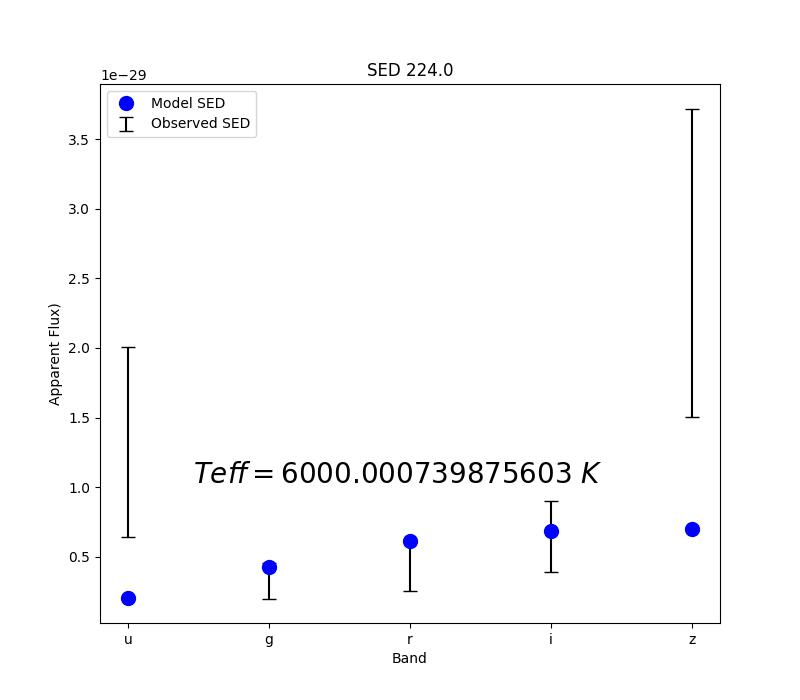 SED 224.0
1e−29
Model SED
Observed SED
3.5
3.0
2.5
2.0
1.5
1.0
0.5
Apparent Flux)
Teff = 6000.000739875603 K
u g r i z
Band